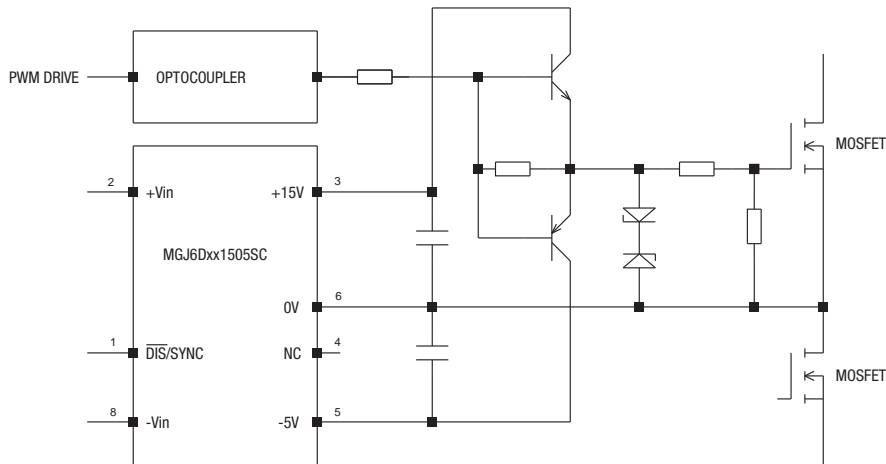 PWM DRIVE
OPTOCOUPLER
MOSFET
2
+Vin
+15V
3
MGJ6Dxx1505SC
0V
6
1
DIS/SYNC
NC
4
MOSFET
8
-Vin
-5V
5